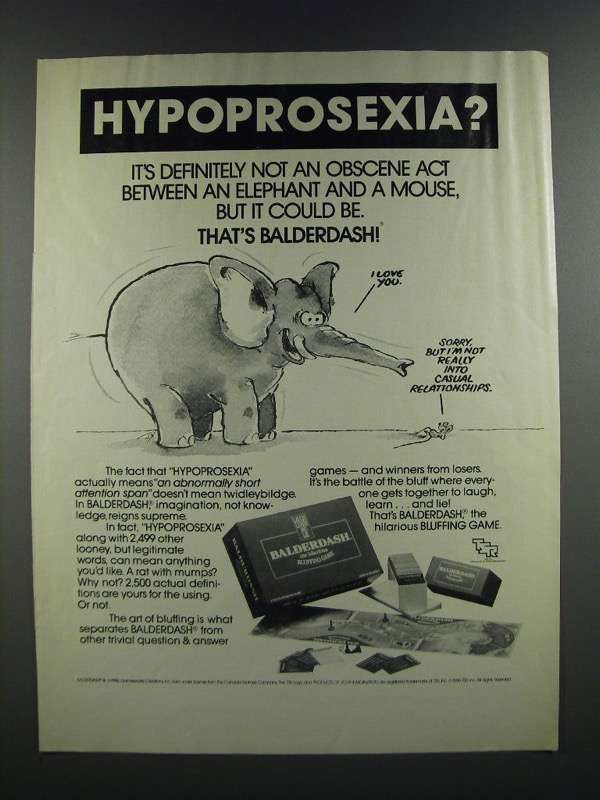 HYPOPROSEXIA?
IT'S DEFINITELY NOT AN OBSCENE ACT
BETWEEN AN ELEPHANT AND A MOUSE,
BUT IT COULD BE.
THAT'S BALDERDASH!®
I LOVE
YOU.
SORRY,
BUT I'M NOT
REALLY
INTO
CASUAL
RELATIONSHIPS.
The fact that "HYPOPROSEXIA"
actually means "an abnormally short
attention span" doesn't mean twidleybildge.
In BALDERDASH,® imagination, not know-
ledge, reigns supreme.
In fact, "HYPOPROSEXIA"
along with 2,499 other
looney, but legitimate
words, can mean anything
you'd like. A rat with mumps?
Why not? 2,500 actual defini-
tions are yours for the using.
Or not.
The art of bluffing is what
separates BALDERDASH® from
other trivial question & answer
games — and winners from losers.
It's the battle of the bluff where every-
one gets together to laugh,
learn . . . and lie!
That's BALDERDASH,® the
hilarious BLUFFING GAME.
BALDERDASH
BLUFFING GAME
BALDERDASH